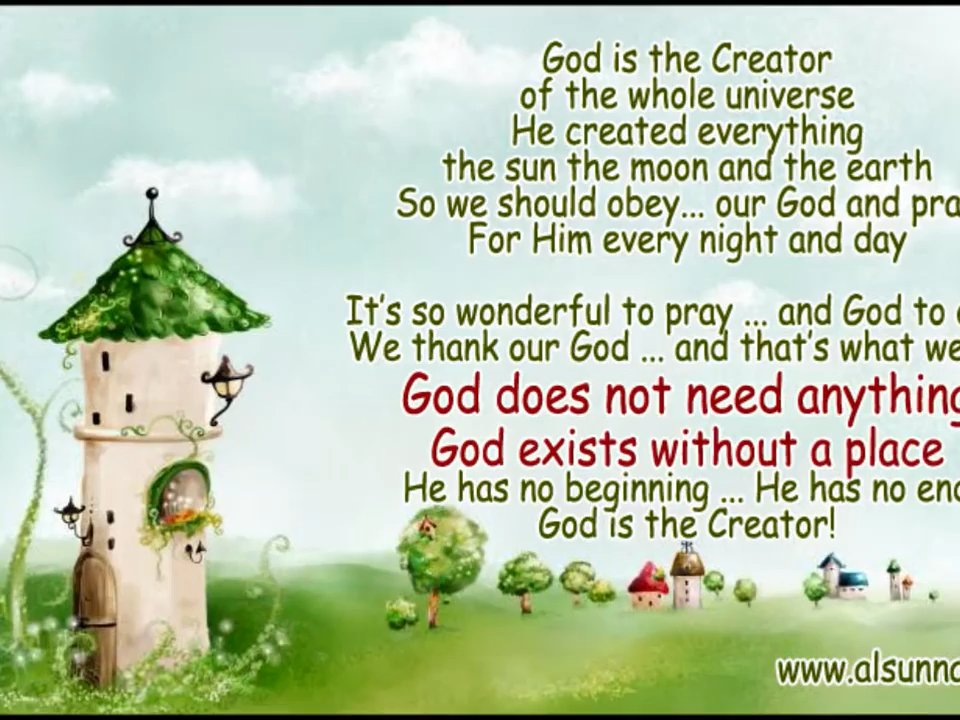 God is the Creator
of the whole universe
He created everything
the sun the moon and the earth
So we should obey... our God and
For Him every night and day
It's so wonderful to pray ... and God to
We thank our God ... and that's what we
God does not need anything
God exists without a place
He has no beginning ... He has no end
God is the Creator!